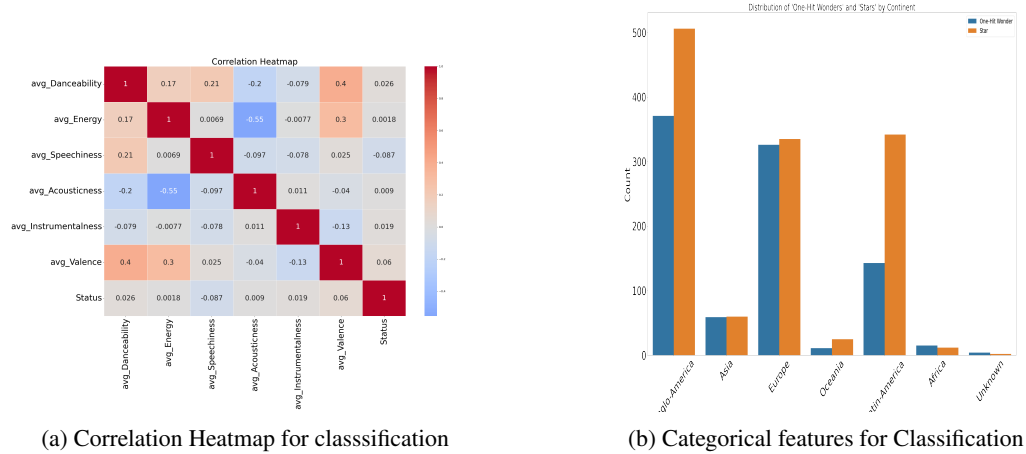 Correlation Heatmap
avg_Danceability 1 0.17 0.21 -0.2 -0.079 0.4 0.026
avg_Energy 0.17 1 0.0069 -0.55 -0.0077 0.3 0.0018
avg_Speechiness 0.21 0.0069 1 -0.097 -0.078 0.025 -0.087
avg_Acousticness -0.2 -0.55 -0.097 1 0.011 -0.04 0.009
avg_Instrumentalness -0.079 -0.0077 -0.078 0.011 1 -0.13 0.019
avg_Valence 0.4 0.3 0.025 -0.04 -0.13 1 0.06
Status 0.026 0.0018 -0.087 0.009 0.019 0.06 1
avg_Danceability
avg_Energy
avg_Speechiness
avg_Acousticness
avg_Instrumentalness
avg_Valence
Status
(a) Correlation Heatmap for classsification
Distribution of 'One-Hit Wonders' and 'Stars' by Continent
One-Hit Wonder
Star
Count
500
400
300
200
100
0
glo-America
Asia
Europe
Oceania
tin-America
Africa
Unknown
(b) Categorical features for Classification